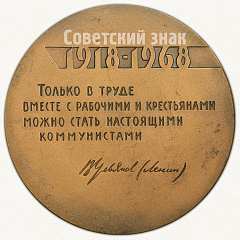 Советский знак
1918-1968
Только в труде
вместе с рабочими и крестьянами
можно стать настоящими
коммунистами
В Ульянов (Ленин)